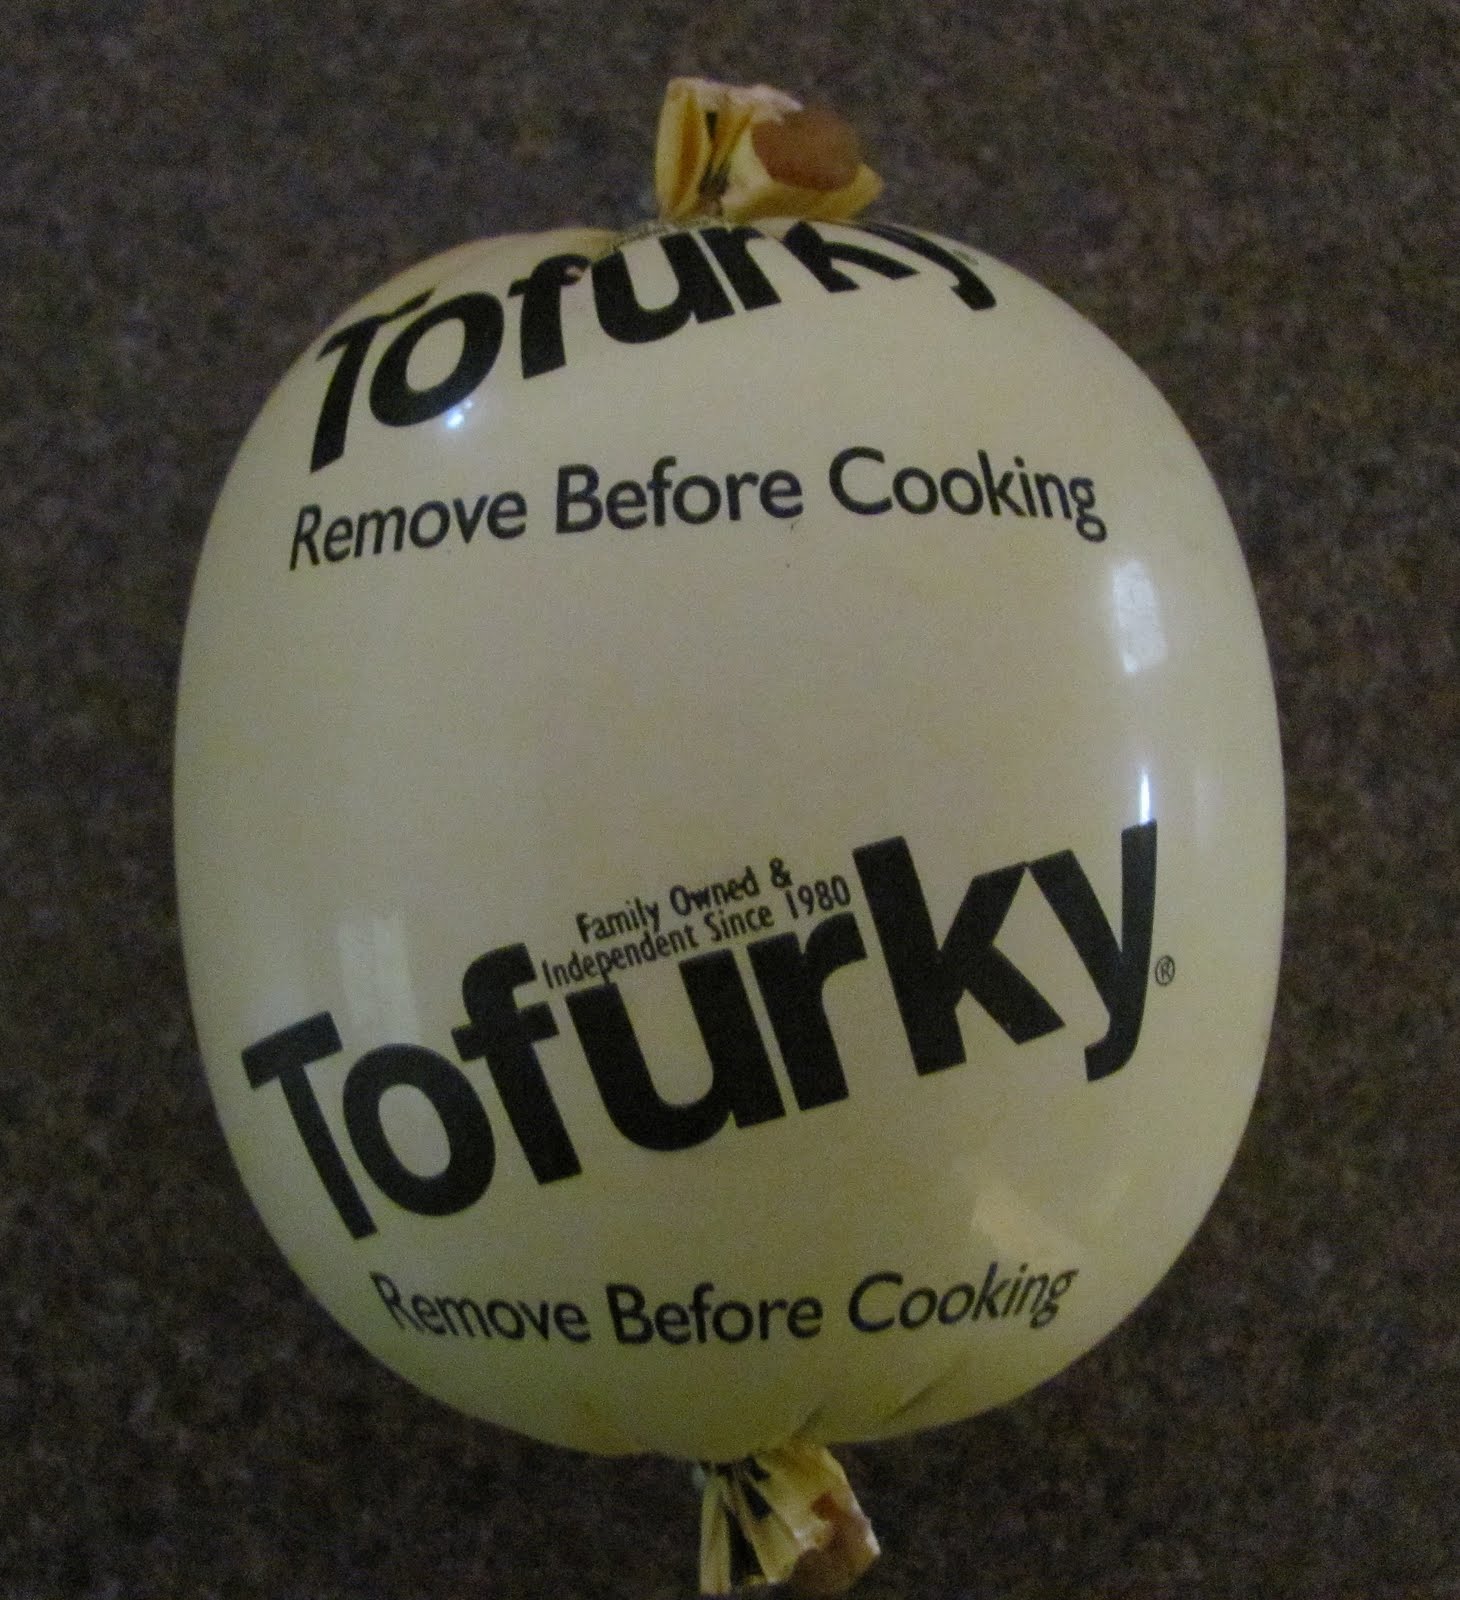 Tofurky
Remove Before Cooking
Family Owned &
Independent Since 1980
Tofurky®
Remove Before Cooking